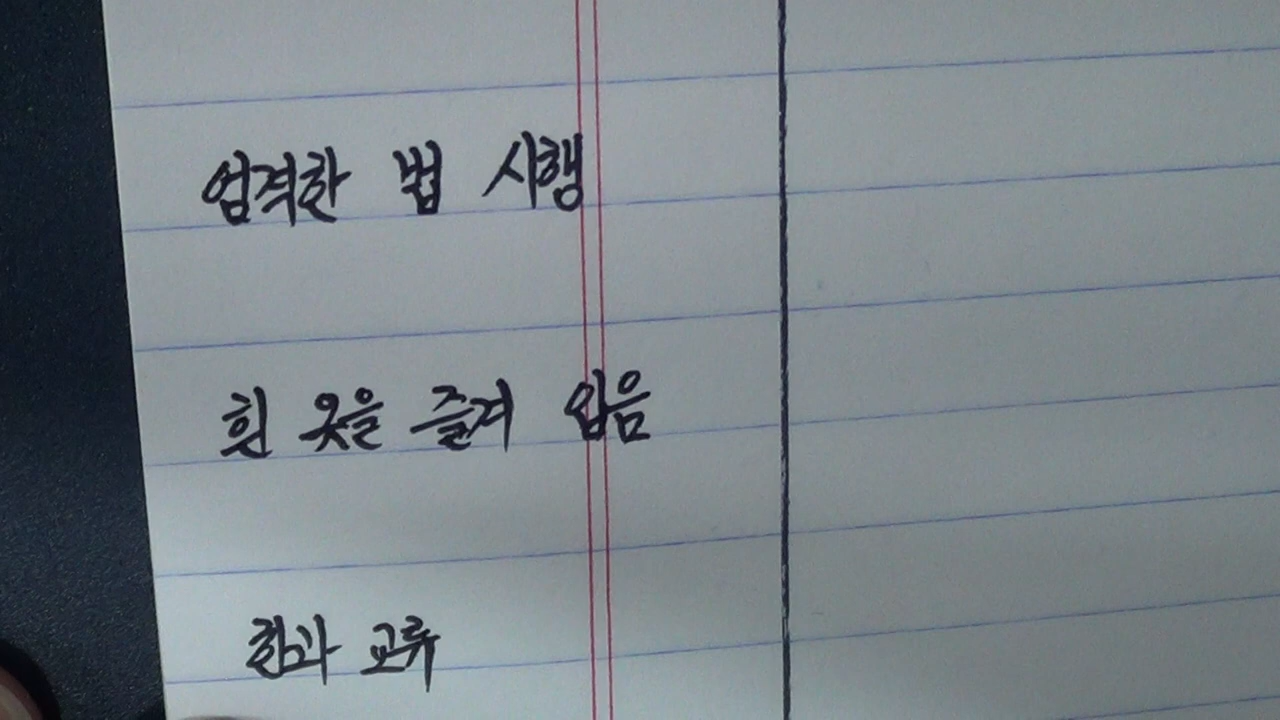 엄격한 법 시행
흰 옷을 즐겨 입음
한과 교류